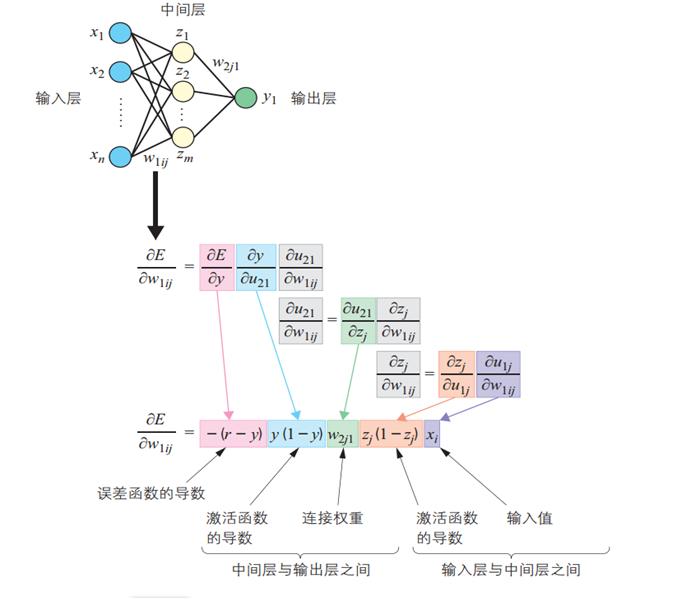 中间层
x1
z1
w2j1
x2
z2
输入层
y1
输出层
xn
w1ij
zm
∂E/∂w1ij = ∂E/∂y ∂y/∂u21 ∂u21/∂w1ij
∂u21/∂w1ij = ∂u21/∂zj ∂zj/∂w1ij
∂zj/∂w1ij = ∂zj/∂u1j ∂u1j/∂w1ij
∂E/∂w1ij = −(r−y) y(1−y) w2j1 zj(1−zj) xi
误差函数的导数
激活函数
的导数
连接权重
激活函数
的导数
输入值
中间层与输出层之间
输入层与中间层之间